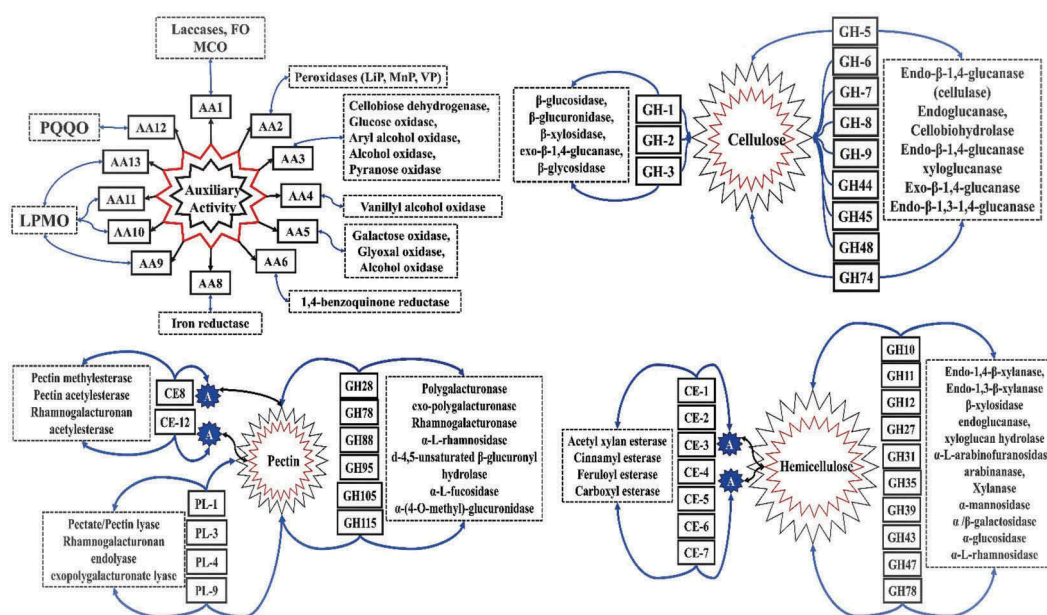 Laccases, FO
MCO
Peroxidases (LiP, MnP, VP)
AA1
AA2
PQQO
AA12
Cellobiose dehydrogenase,
Glucose oxidase,
Aryl alcohol oxidase,
Alcohol oxidase,
Pyranose oxidase
AA3
AA13
Auxiliary
Activity
AA11
AA4
Vanillyl alcohol oxidase
LPMO
AA10
AA5
Galactose oxidase,
Glyoxal oxidase,
Alcohol oxidase
AA9
AA6
AA8
1,4-benzoquinone reductase
Iron reductase
β-glucosidase,
β-glucuronidase,
β-xylosidase,
exo-β-1,4-glucanase,
β-glycosidase
GH-1
GH-2
GH-3
Cellulose
GH-5
GH-6
GH-7
GH-8
GH-9
GH44
GH45
GH48
GH74
Endo-β-1,4-glucanase
(cellulase)
Endoglucanase,
Cellobiohydrolase
Endo-β-1,4-glucanase
xyloglucanase
Exo-β-1,4-glucanase
Endo-β-1,3-1,4-glucanase
Pectin methylesterase
Pectin acetylesterase
Rhamnogalacturonan
acetylesterase
CE8
CE-12
A
A
Pectin
Pectate/Pectin lyase
Rhamnogalacturonan
endolyase
exopolygalacturonate lyase
PL-1
PL-3
PL-4
PL-9
GH28
GH78
GH88
GH95
GH105
GH115
Polygalacturonase
exo-polygalacturonase
Rhamnogalacturonase
α-L-rhamnosidase
d-4,5-unsaturated β-glucuronyl
hydrolase
α-L-fucosidase
α-(4-O-methyl)-glucuronidase
Acetyl xylan esterase
Cinnamyl esterase
Feruloyl esterase
Carboxyl esterase
CE-1
CE-2
CE-3
CE-4
CE-5
CE-6
CE-7
A
A
Hemicellulose
GH10
GH11
GH12
GH27
GH31
GH35
GH39
GH43
GH47
GH78
Endo-1,4-β-xylanase,
Endo-1,3-β-xylanase
β-xylosidase
endoglucanase,
xyloglucan hydrolase
α-L-arabinofuranosidase
arabinanase,
Xylanase
α-mannosidase
α /β-galactosidase
α-glucosidase
α-L-rhamnosidase